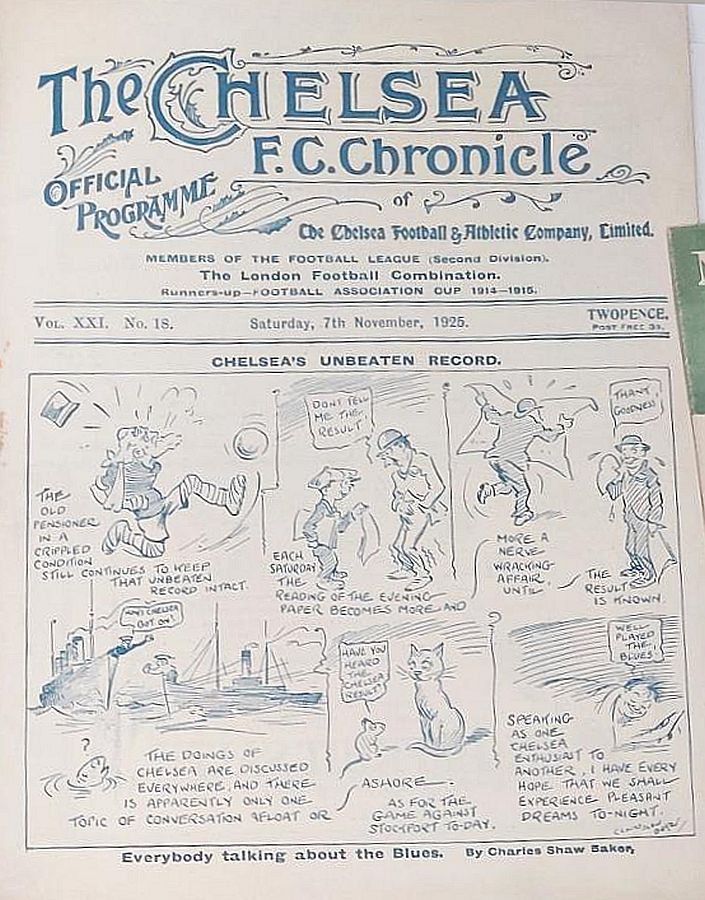 The CHELSEA
F.C. Chronicle
OFFICIAL
PROGRAMME
of
The Chelsea Football & Athletic Company, Limited.
MEMBERS OF THE FOOTBALL LEAGUE (Second Division).
The London Football Combination.
Runners-up—FOOTBALL ASSOCIATION CUP 1914—1915.
VOL. XXI. No. 18.
Saturday, 7th November, 1925.
TWOPENCE.
POST FREE 3D.
CHELSEA'S UNBEATEN RECORD.
THE
OLD
PENSIONER
IN A
CRIPPLED
CONDITION
STILL CONTINUES TO KEEP
THAT UNBEATEN
RECORD INTACT.
DON'T TELL
ME THE
RESULT
EACH
SATURDAY
THE
READING OF THE EVENING
PAPER BECOMES MORE AND
MORE A
NERVE-
WRACKING
AFFAIR,
UNTIL
THANK
GOODNESS
THE
RESULT
IS KNOWN.
CHELSEA
GOT ON?
?
THE DOINGS OF
CHELSEA ARE DISCUSSED
EVERYWHERE, AND THERE
IS APPARENTLY ONLY ONE
TOPIC OF CONVERSATION AFLOAT OR
HAVE YOU
HEARD
THE
CHELSEA
RESULT
ASHORE—.
AS FOR THE
GAME AGAINST
STOCKPORT TO-DAY.
WELL
PLAYED
THE
BLUES
SPEAKING
AS ONE
CHELSEA
ENTHUSIAST TO
ANOTHER, I HAVE EVERY
HOPE THAT WE SHALL
EXPERIENCE PLEASANT
DREAMS TO-NIGHT.
Everybody talking about the Blues. By Charles Shaw Baker,